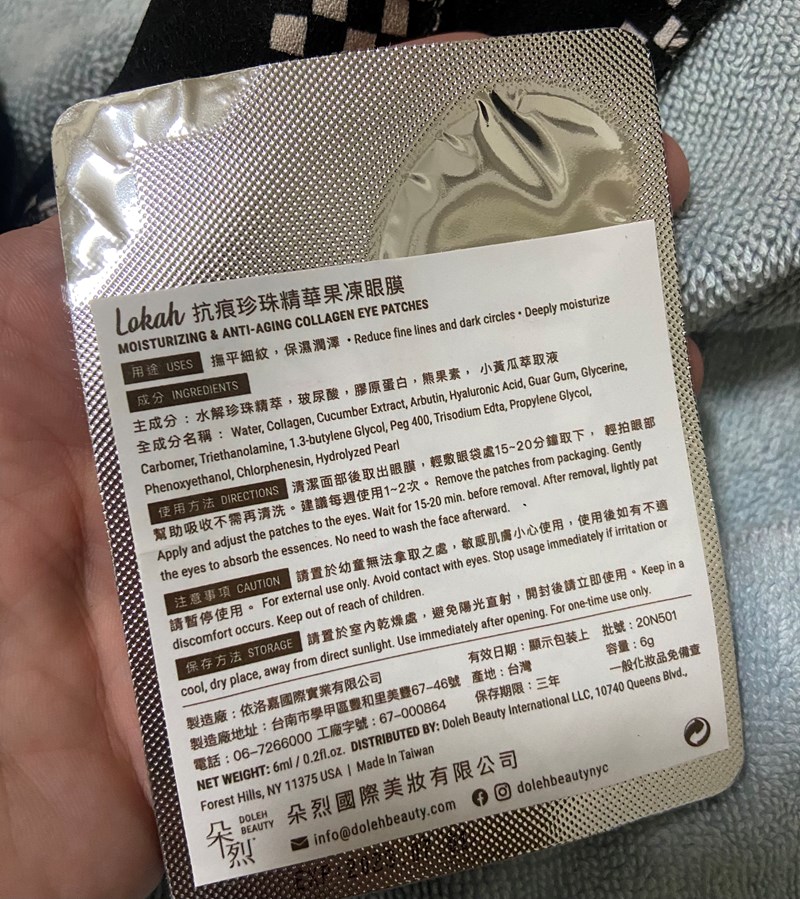 Lokah 抗痕珍珠精華果凍眼膜
MOISTURIZING & ANTI-AGING COLLAGEN EYE PATCHES
用途 USES 撫平細紋，保濕潤澤 • Reduce fine lines and dark circles • Deeply moisturize
成分 INGREDIENTS
主成分：水解珍珠精萃，玻尿酸，膠原蛋白，熊果素，小黃瓜萃取液
全成分名稱： Water, Collagen, Cucumber Extract, Arbutin, Hyaluronic Acid, Guar Gum, Glycerine,
Carbomer, Triethanolamine, 1.3-butylene Glycol, Peg 400, Trisodium Edta, Propylene Glycol,
Phenoxyethanol, Chlorphenesin, Hydrolyzed Pearl
使用方法 DIRECTIONS 清潔面部後取出眼膜，輕敷眼袋處15~20分鐘取下， 輕拍眼部
幫助吸收不需再清洗。建議每週使用1~2次。 Remove the patches from packaging. Gently
Apply and adjust the patches to the eyes. Wait for 15-20 min. before removal. After removal, lightly pat
the eyes to absorb the essences. No need to wash the face afterward.
注意事項 CAUTION 請置於幼童無法拿取之處，敏感肌膚小心使用，使用後如有不適
請暫停使用。 For external use only. Avoid contact with eyes. Stop usage immediately if irritation or
discomfort occurs. Keep out of reach of children.
保存方法 STORAGE 請置於室內乾燥處，避免陽光直射，開封後請立即使用。 Keep in a
cool, dry place, away from direct sunlight. Use immediately after opening. For one-time use only.
製造廠：依洛嘉國際實業有限公司 有效日期：顯示包裝上 批號：20N501
製造廠地址：台南市學甲區豐和里美豐67-46號 產地：台灣 容量：6g
電話：06-7266000 工廠字號：67-000864 保存期限：三年 一般化妝品免備查
NET WEIGHT: 6ml / 0.2fl.oz. DISTRIBUTED BY: Doleh Beauty International LLC, 10740 Queens Blvd.,
Forest Hills, NY 11375 USA | Made In Taiwan
朵烈 DOLEH BEAUTY 朵烈國際美妝有限公司
info@dolehbeauty.com dolehbeautynyc
EXP